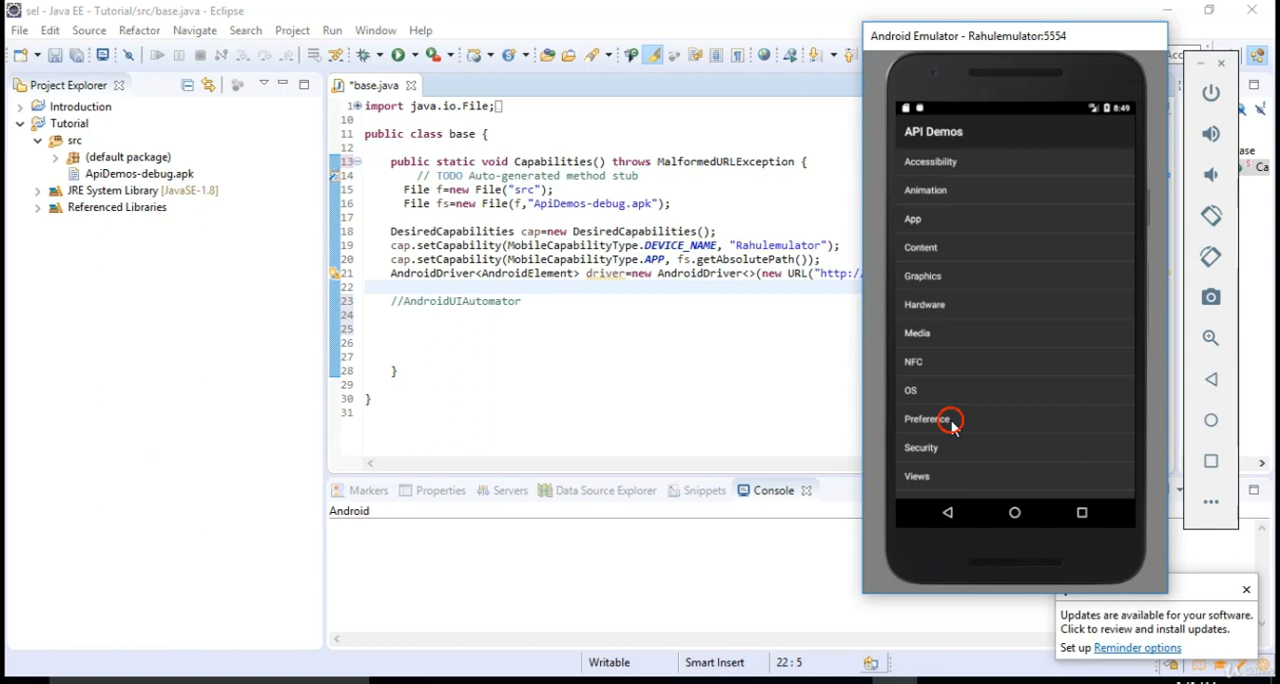 sel - Java EE - Tutorial/src/base.java - Eclipse
File Edit Source Refactor Navigate Search Project Run Window Help
Project Explorer
Introduction
Tutorial
src
(default package)
ApiDemos-debug.apk
JRE System Library [JavaSE-1.8]
Referenced Libraries
*base.java
1 import java.io.File;
10
11 public class base {
12
13 public static void Capabilities() throws MalformedURLException {
14 // TODO Auto-generated method stub
15 File f=new File("src");
16 File fs=new File(f,"ApiDemos-debug.apk");
17
18 DesiredCapabilities cap=new DesiredCapabilities();
19 cap.setCapability(MobileCapabilityType.DEVICE_NAME, "Rahulemulator");
20 cap.setCapability(MobileCapabilityType.APP, fs.getAbsolutePath());
21 AndroidDriver<AndroidElement> driver=new AndroidDriver<>(new URL("http:/
22
23 //AndroidUIAutomator
24
25
26
27
28 }
29
30 }
31
Markers Properties Servers Data Source Explorer Snippets Console
Android
Writable Smart Insert 22 : 5
Android Emulator - Rahulemulator:5554
8:49
API Demos
Accessibility
Animation
App
Content
Graphics
Hardware
Media
NFC
OS
Preference
Security
Views
Updates are available for your software.
Click to review and install updates.
Set up Reminder options